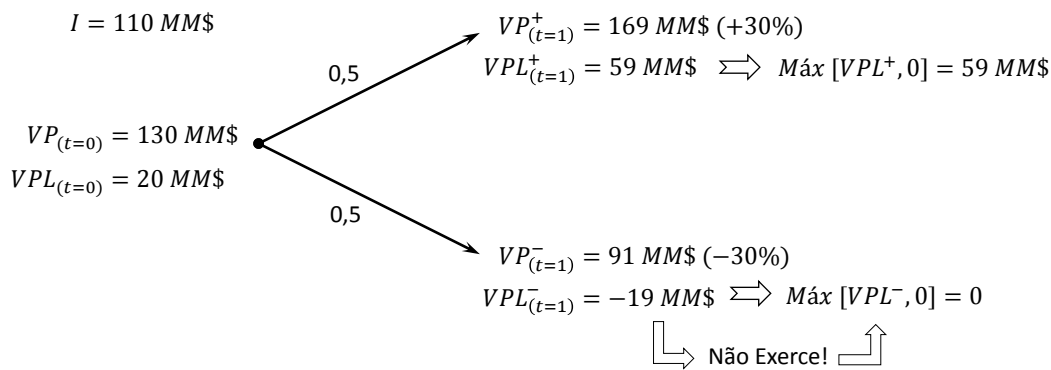 I = 110 MM$
VP⁺₍ₜ₌₁₎ = 169 MM$ (+30%)
VPL⁺₍ₜ₌₁₎ = 59 MM$ ⇨ Máx [VPL⁺, 0] = 59 MM$
0,5
VP₍ₜ₌₀₎ = 130 MM$
VPL₍ₜ₌₀₎ = 20 MM$
0,5
VP⁻₍ₜ₌₁₎ = 91 MM$ (−30%)
VPL⁻₍ₜ₌₁₎ = −19 MM$ ⇨ Máx [VPL⁻, 0] = 0
Não Exerce!